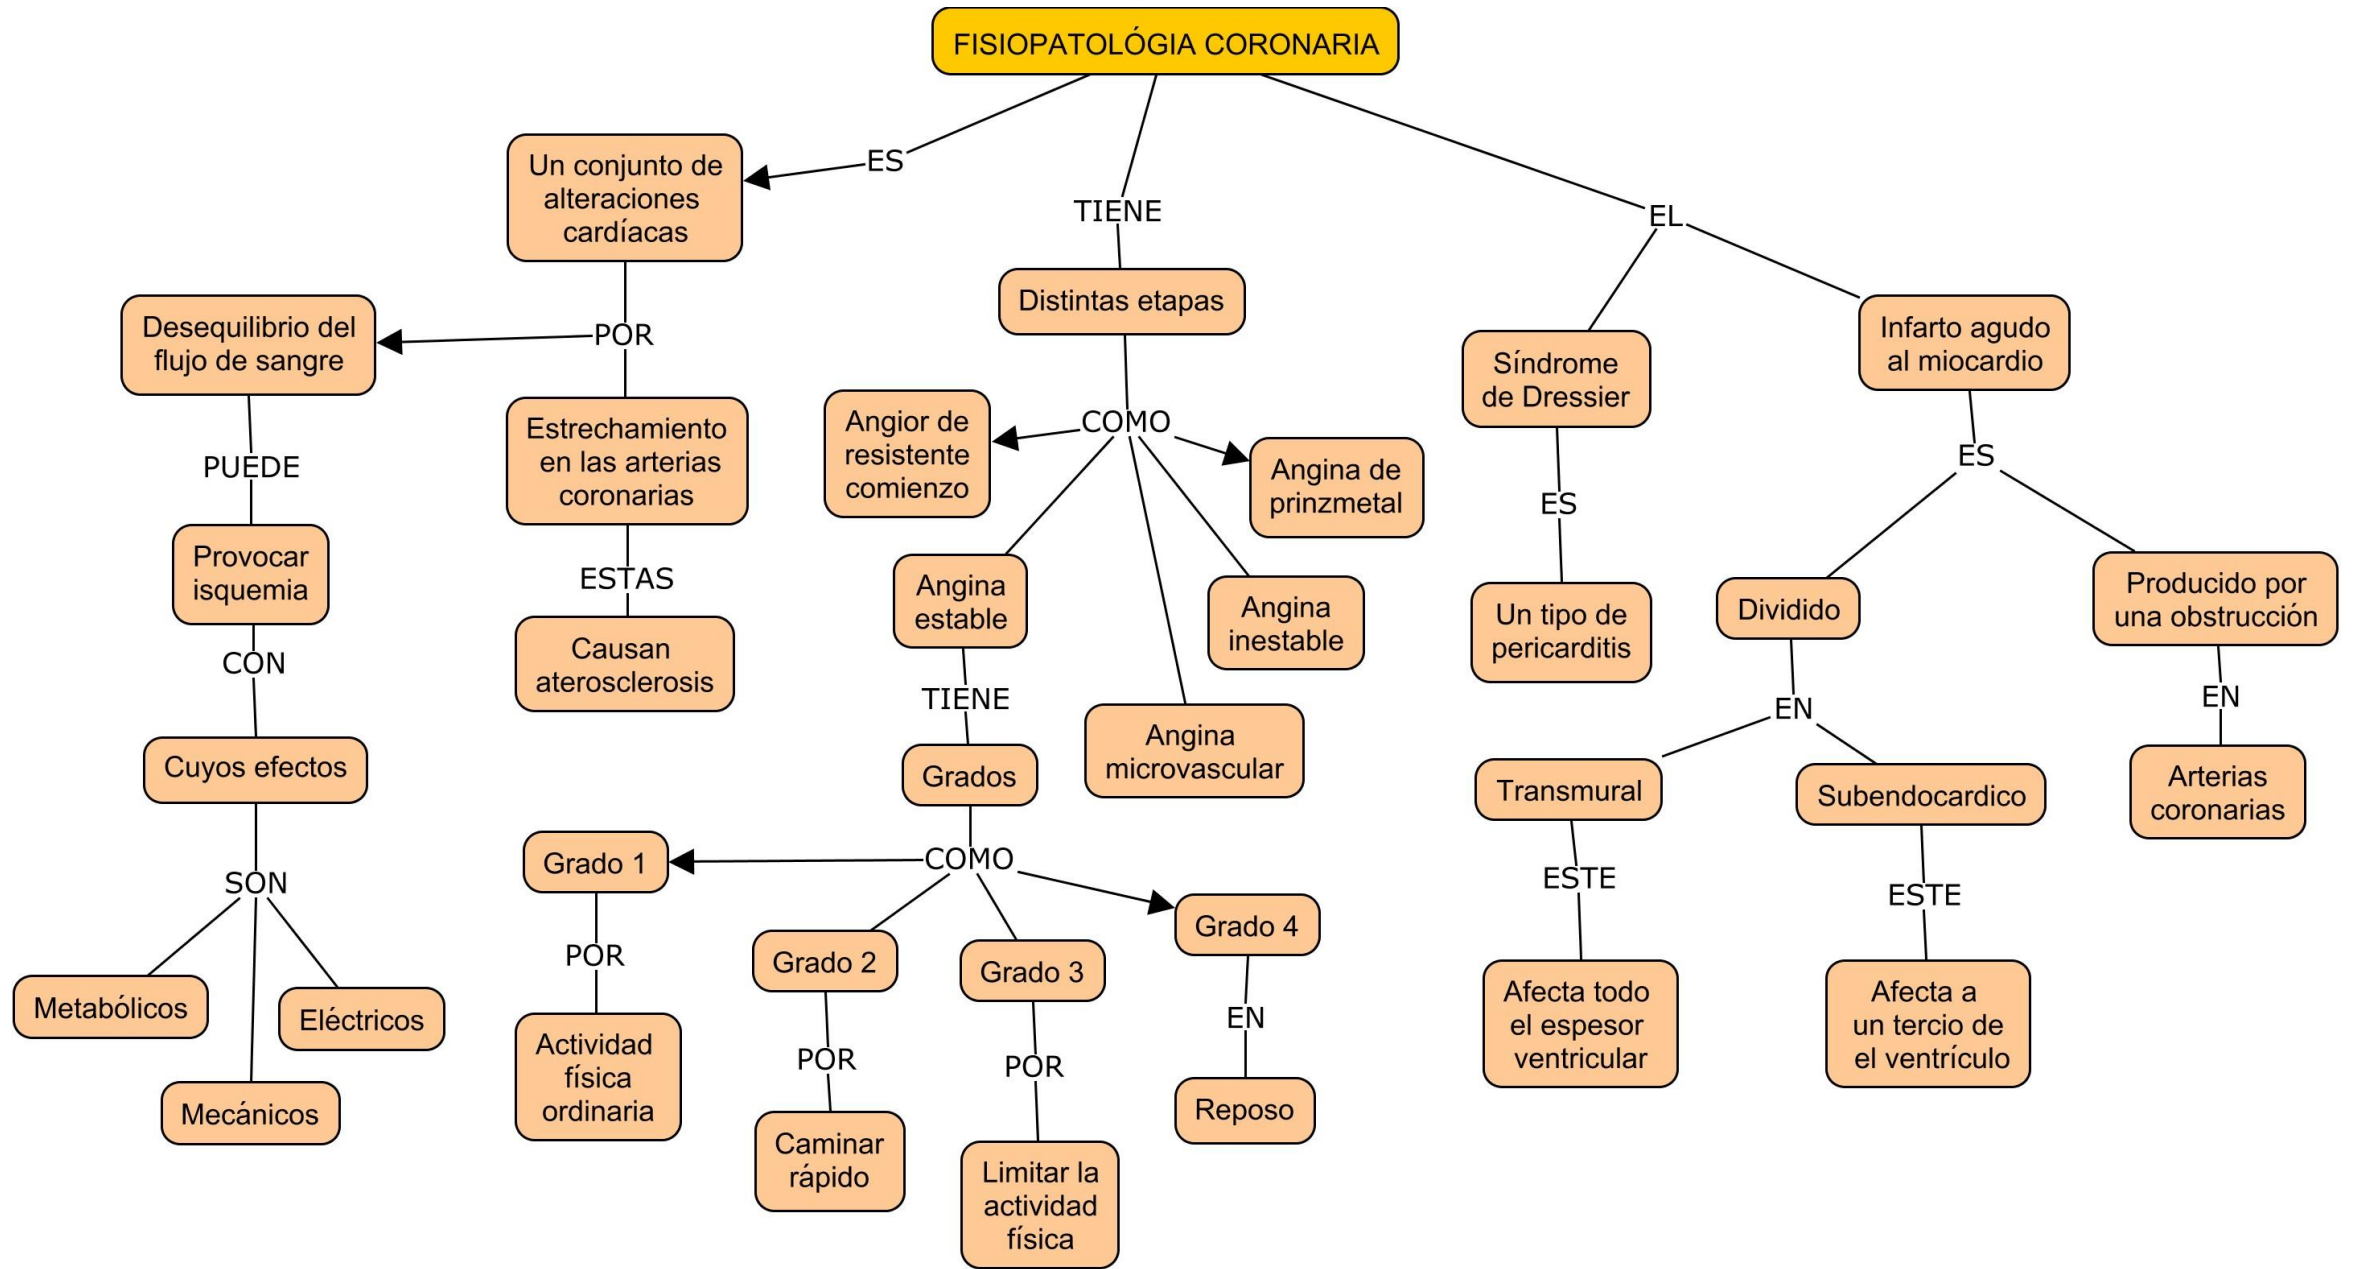 FISIOPATOLÓGIA CORONARIA
ES
Un conjunto de
alteraciones
cardíacas
POR
Desequilibrio del
flujo de sangre
PUEDE
Provocar
isquemia
CON
Cuyos efectos
SON
Metabólicos
Mecánicos
Eléctricos
Estrechamiento
en las arterias
coronarias
ESTAS
Causan
aterosclerosis
TIENE
Distintas etapas
COMO
Angior de
resistente
comienzo
Angina
estable
Angina
microvascular
Angina
inestable
Angina de
prinzmetal
TIENE
Grados
COMO
Grado 1
POR
Actividad
física
ordinaria
Grado 2
POR
Caminar
rápido
Grado 3
POR
Limitar la
actividad
física
Grado 4
EN
Reposo
EL
Síndrome
de Dressier
ES
Un tipo de
pericarditis
Infarto agudo
al miocardio
ES
Dividido
EN
Transmural
ESTE
Afecta todo
el espesor
ventricular
Subendocardico
ESTE
Afecta a
un tercio de
el ventrículo
Producido por
una obstrucción
EN
Arterias
coronarias